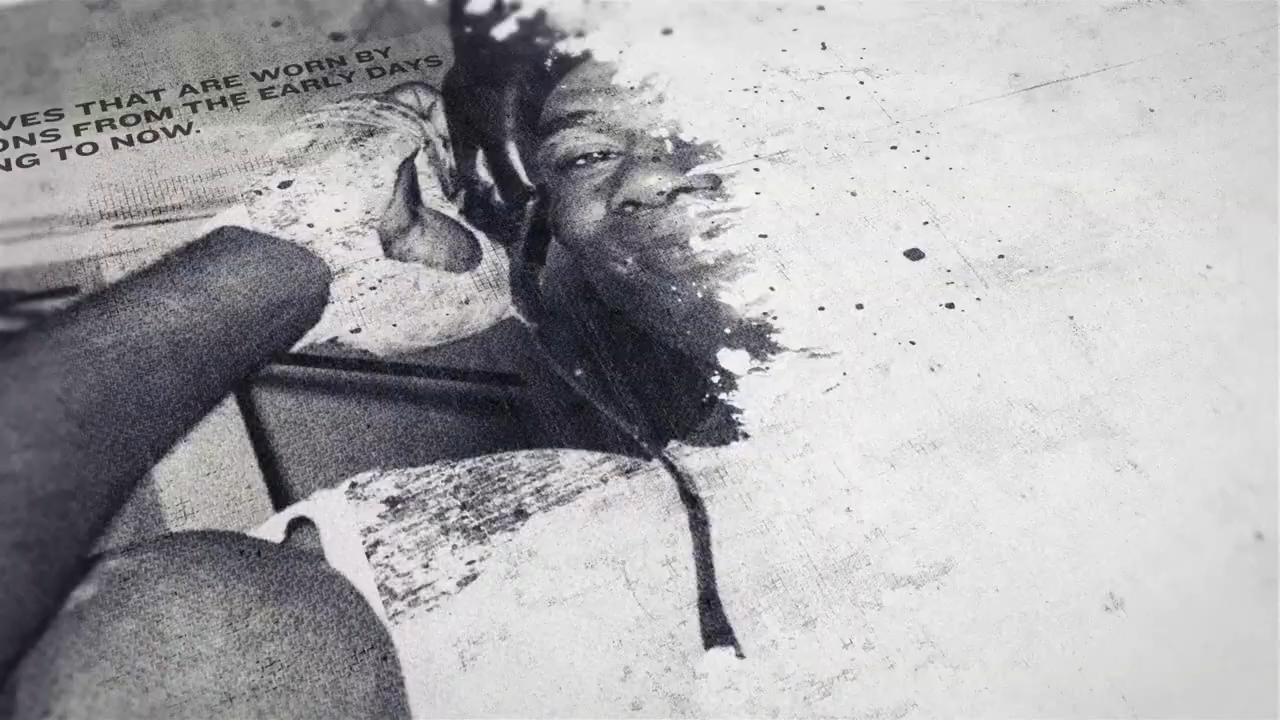 VES THAT ARE WORN BY
ONS FROM THE EARLY DAYS
NG TO NOW.